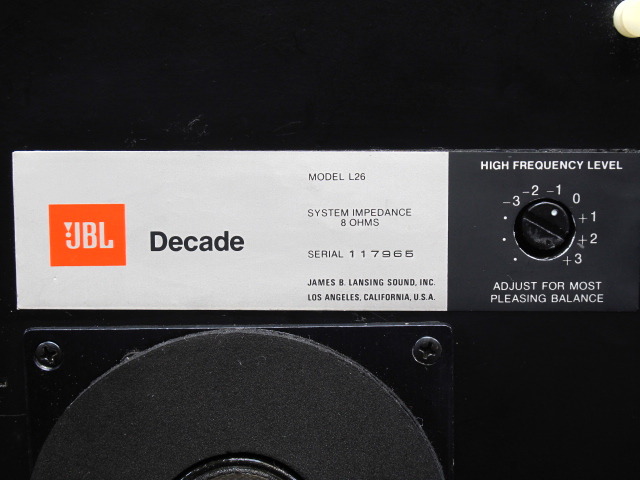 JBL
Decade
MODEL L26
SYSTEM IMPEDANCE
8 OHMS
SERIAL 117965
JAMES B. LANSING SOUND, INC.
LOS ANGELES, CALIFORNIA, U.S.A.
HIGH FREQUENCY LEVEL
-3 -2 -1 0 +1 +2 +3
ADJUST FOR MOST
PLEASING BALANCE